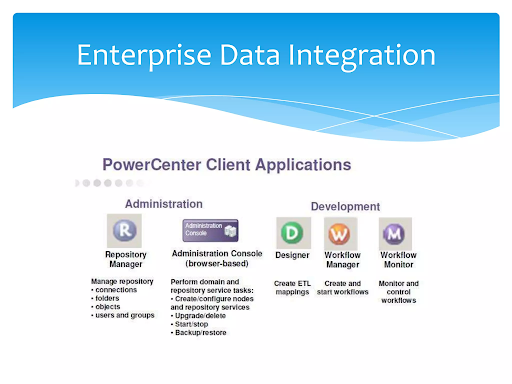 Enterprise Data Integration
PowerCenter Client Applications
Administration
Development
R
Administration
Console
D
W
M
Repository
Manager
Administration Console
(browser-based)
Designer
Workflow
Manager
Workflow
Monitor
Manage repository
• connections
• folders
• objects
• users and groups
Perform domain and
repository service tasks:
• Create/configure nodes
and repository services
• Upgrade/delete
• Start/stop
• Backup/restore
Create ETL
mappings
Create and
start workflows
Monitor and
control
workflows